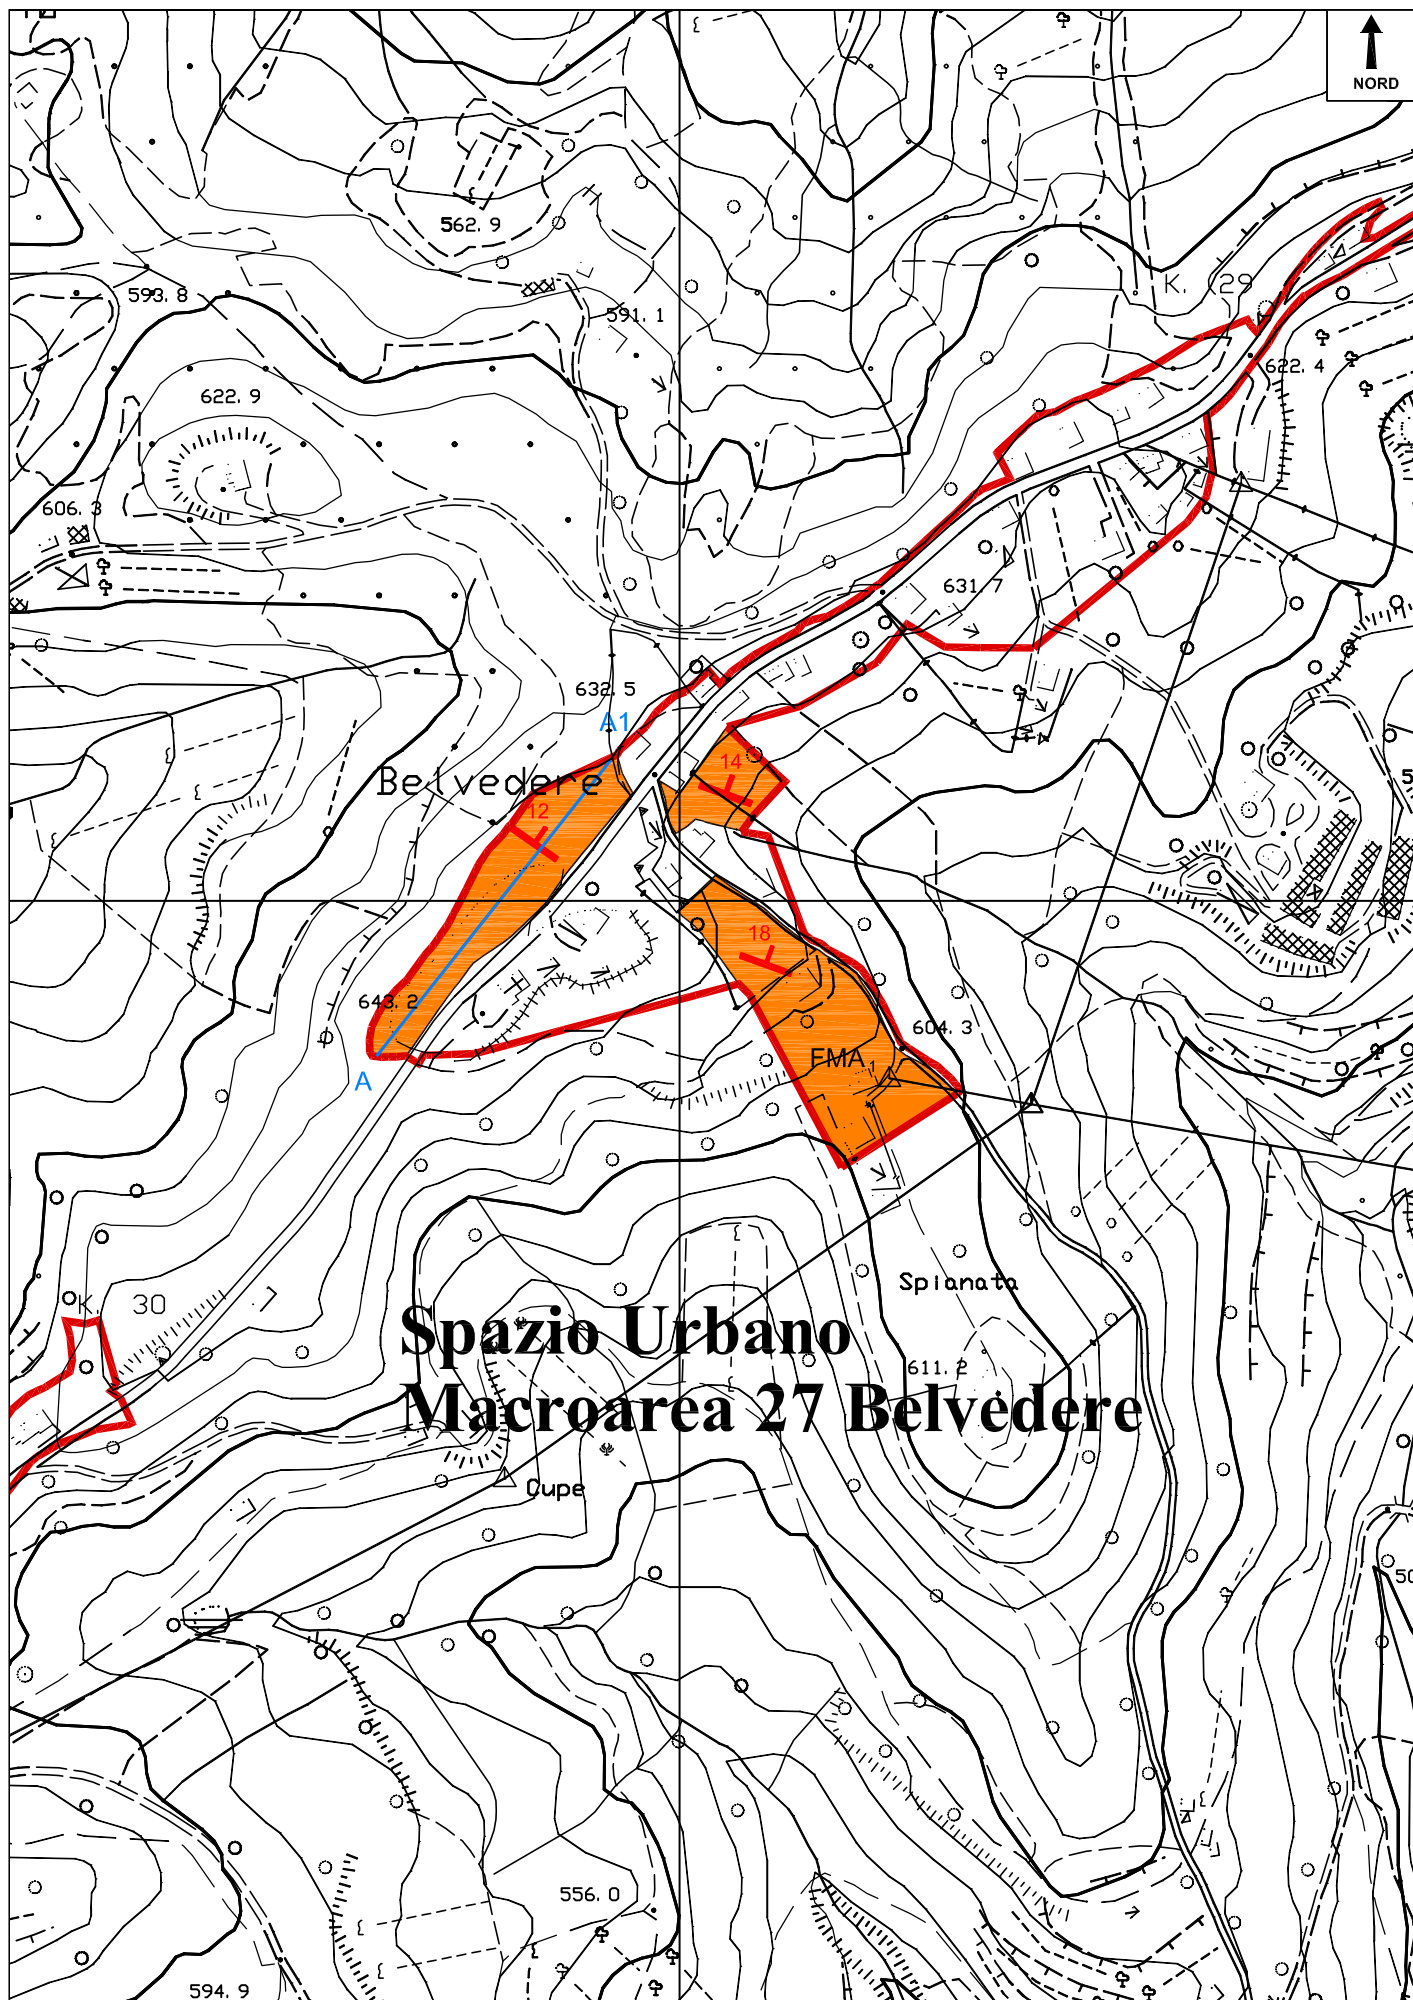 NORD
562. 9
K. 29
593. 8
591. 1
622. 4
622. 9
606. 3
631. 7
632. 5
A1
14
Belvedere
12
18
643. 2
604. 3
FMA1
A
Spianata
K. 30
Spazio Urbano
611. 2
Macroarea 27 Belvedere
Cupe
556. 0
594. 9